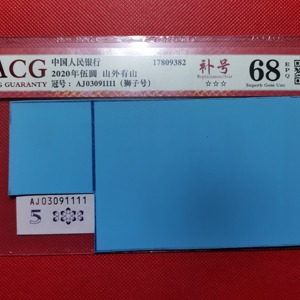 ACG 中国人民银行 17809382 补号 68 EPQ
GUARANTY 2020年伍圆 山外有山 Replacement/Star Superb Gem Unc
冠号：AJ03091111（狮子号） ☆☆☆
AJ03091111
5